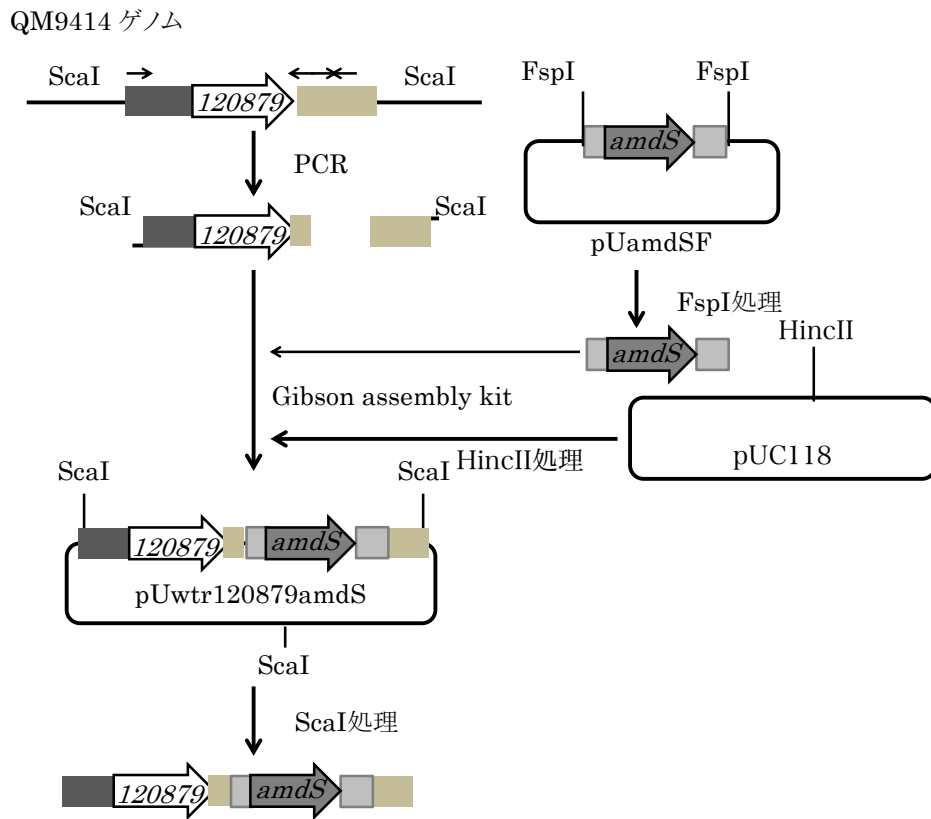 QM9414 ゲノム
ScaI
ScaI
120879
PCR
ScaI
ScaI
120879
FspI
FspI
amdS
pUamdSF
FspI処理
amdS
HincII
Gibson assembly kit
pUC118
HincII処理
ScaI
ScaI
120879
amdS
pUwtr120879amdS
ScaI
ScaI処理
120879
amdS